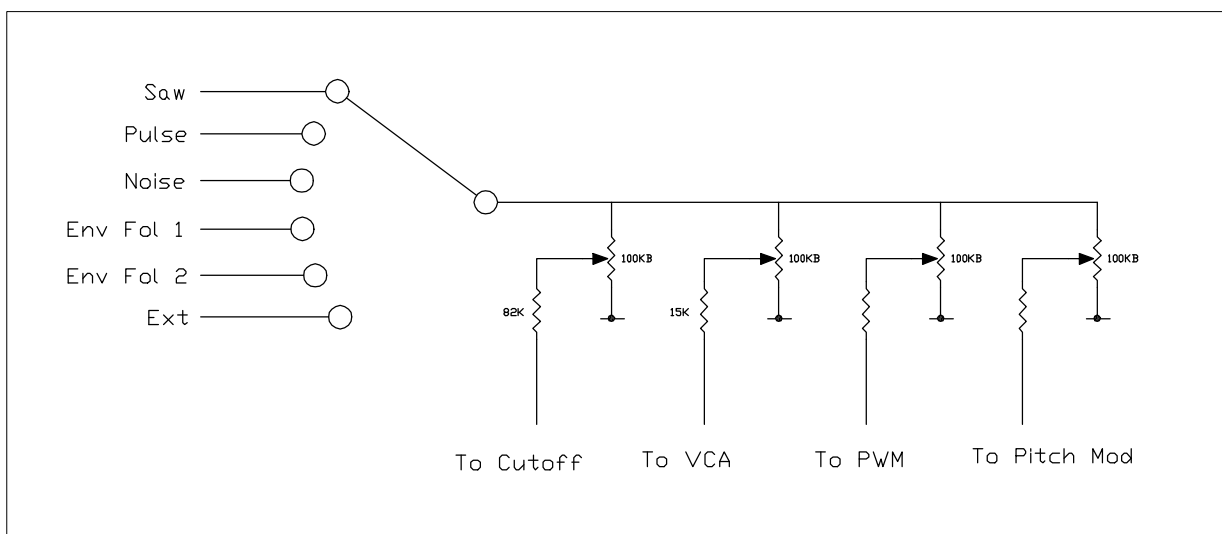 Saw
Pulse
Noise
Env Fol 1
Env Fol 2
Ext
100KB
100KB
100KB
100KB
82K
15K
To Cutoff
To VCA
To PWM
To Pitch Mod